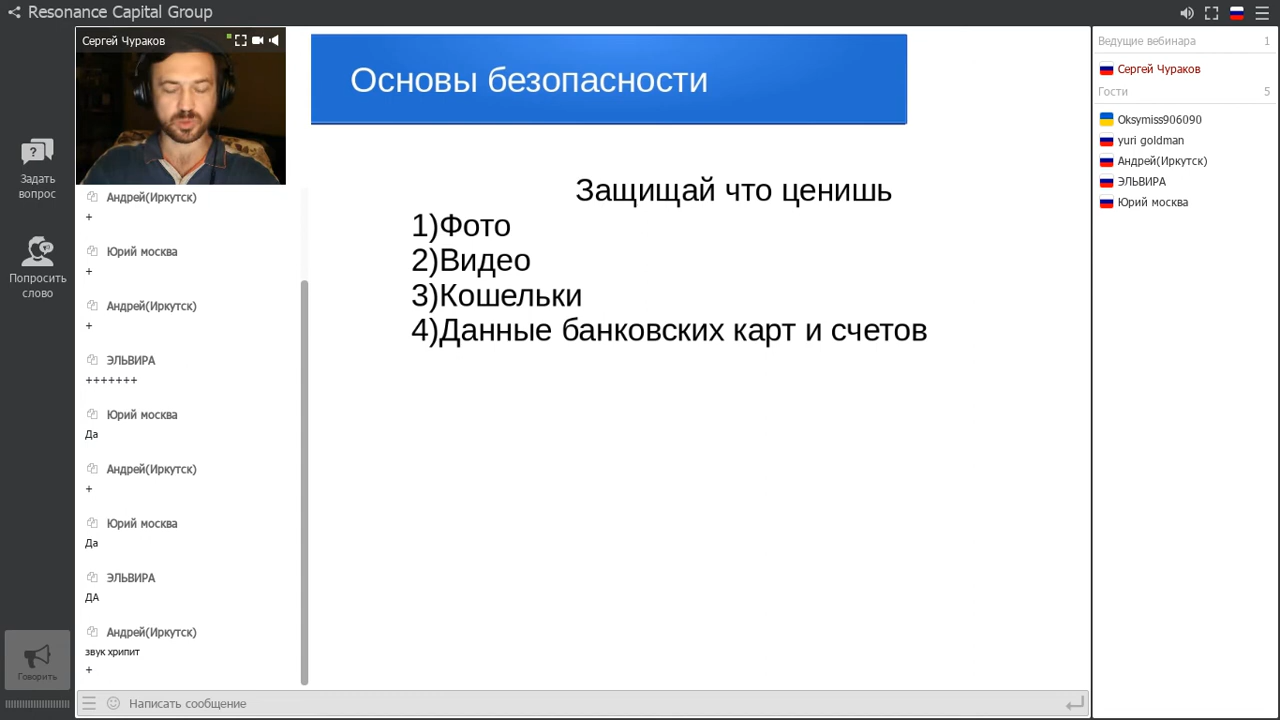 Resonance Capital Group
Сергей Чураков
Задать
вопрос
Попросить
слово
Говорить
Андрей(Иркутск)
+
Юрий москва
+
Андрей(Иркутск)
+
ЭЛЬВИРА
+++++++
Юрий москва
Да
Андрей(Иркутск)
+
Юрий москва
Да
ЭЛЬВИРА
ДА
Андрей(Иркутск)
звук хрипит
+
Написать сообщение
Основы безопасности
Защищай что ценишь
1)Фото
2)Видео
3)Кошельки
4)Данные банковских карт и счетов
Ведущие вебинара 1
Сергей Чураков
Гости 5
Oksymiss906090
yuri goldman
Андрей(Иркутск)
ЭЛЬВИРА
Юрий москва